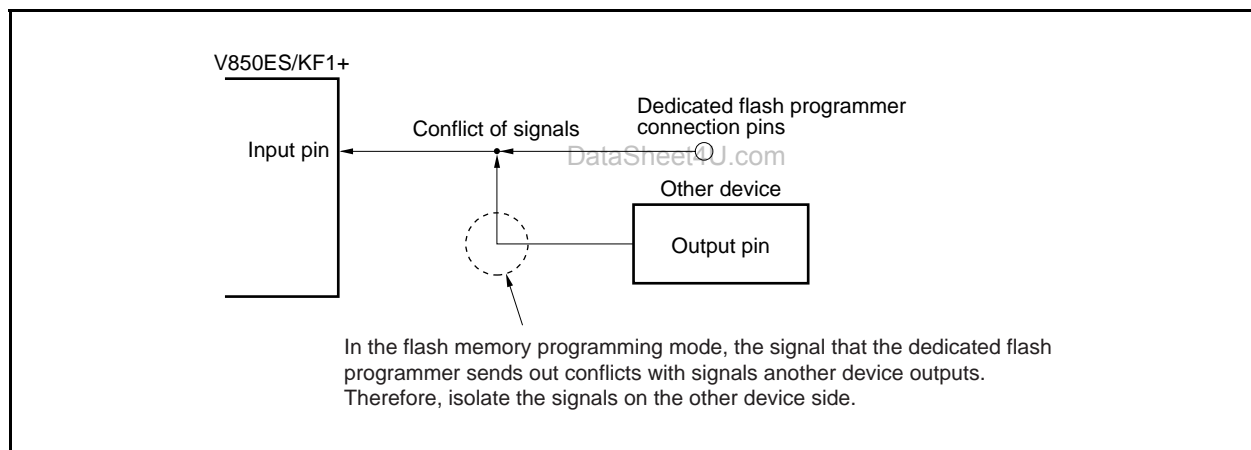 V850ES/KF1+
Dedicated flash programmer
connection pins
Conflict of signals
Input pin
DataSheet4U.com
Other device
Output pin
In the flash memory programming mode, the signal that the dedicated flash
programmer sends out conflicts with signals another device outputs.
Therefore, isolate the signals on the other device side.